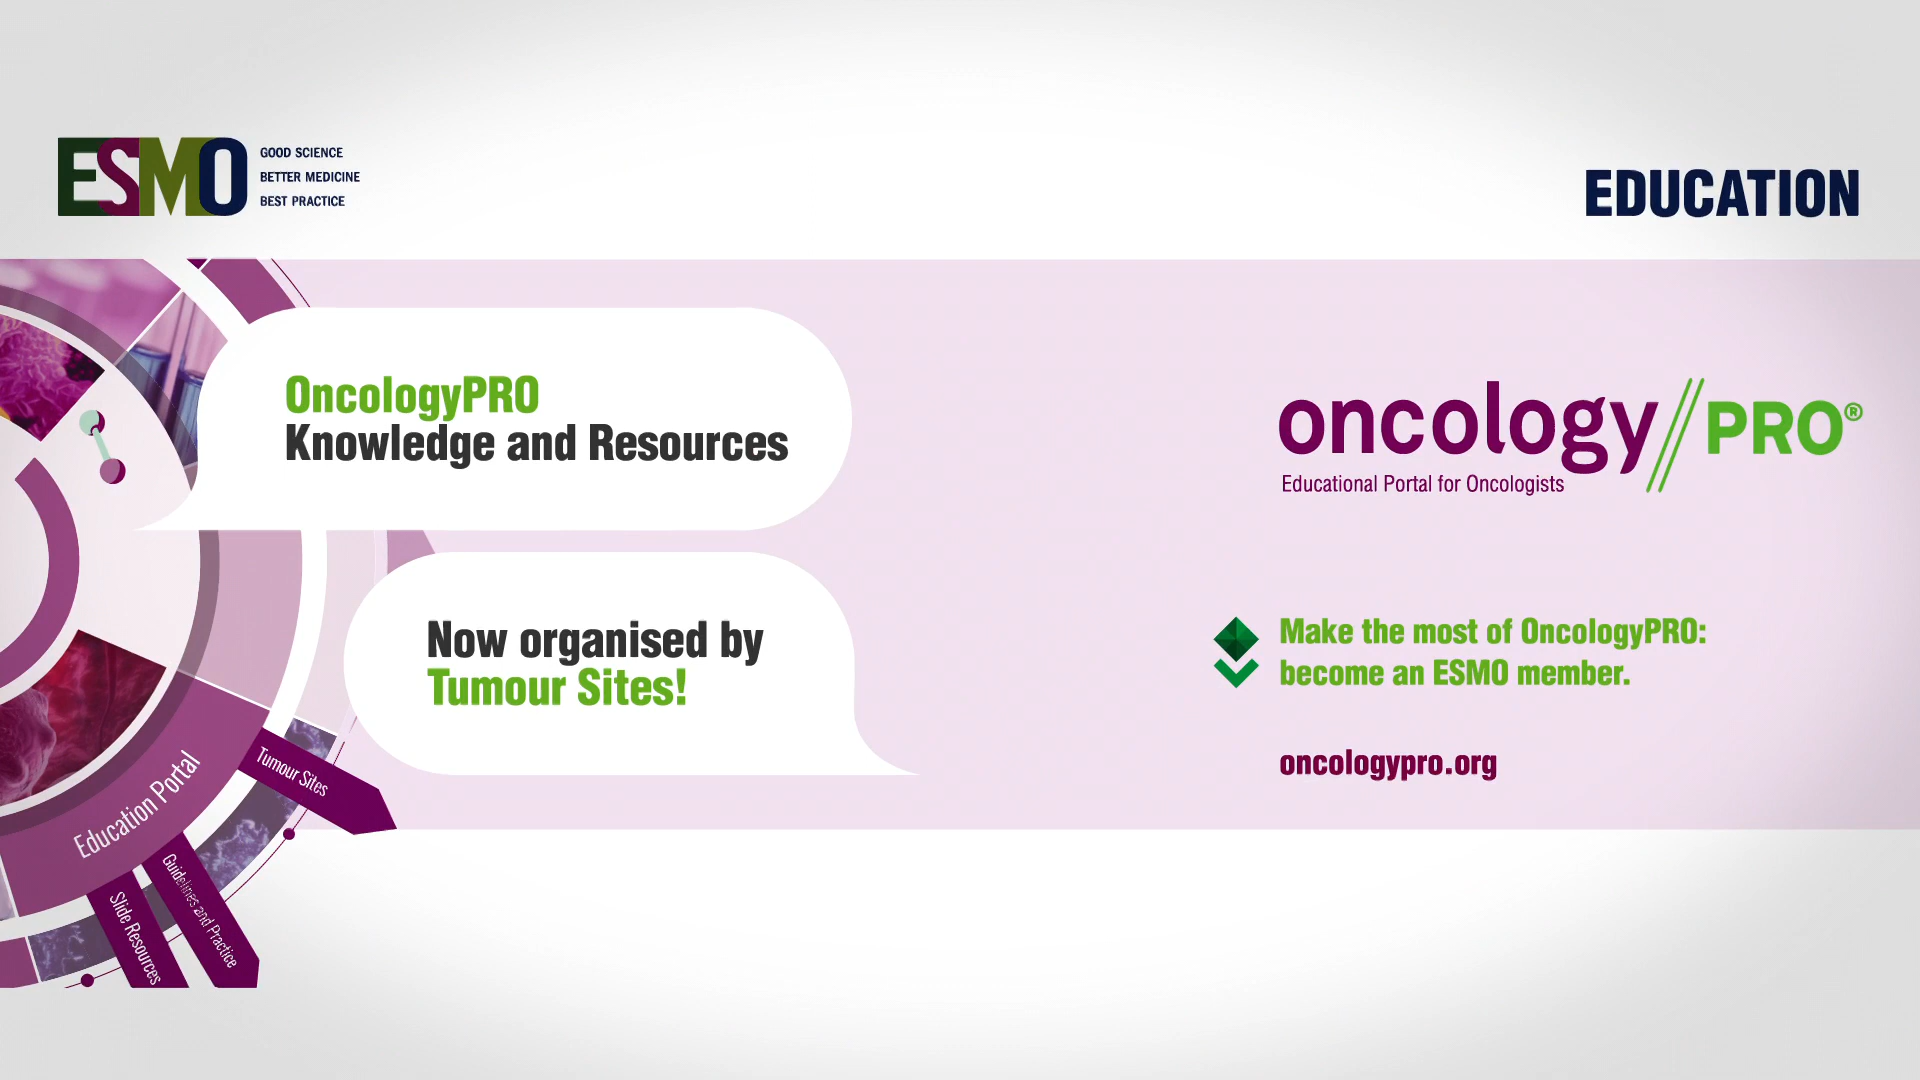 ESMO
GOOD SCIENCE
BETTER MEDICINE
BEST PRACTICE
EDUCATION
OncologyPRO
Knowledge and Resources
Now organised by
Tumour Sites!
oncology//PRO®
Educational Portal for Oncologists
Make the most of OncologyPRO:
become an ESMO member.
oncologypro.org
Education Portal
Tumour Sites
Guidelines and Practice
Slide Resources